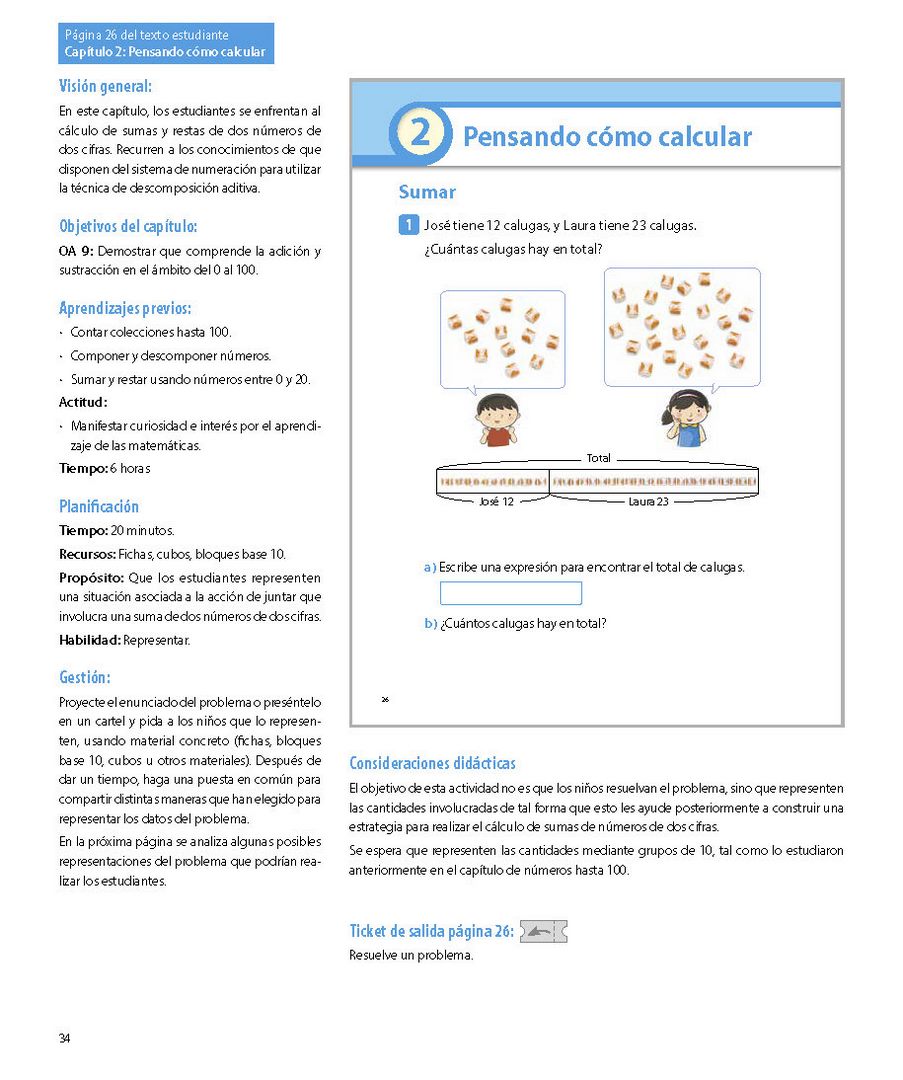 Página 26 del texto estudiante
Capítulo 2: Pensando cómo calcular
Visión general:
En este capítulo, los estudiantes se enfrentan al
cálculo de sumas y restas de dos números de
dos cifras. Recurren a los conocimientos de que
disponen del sistema de numeración para utilizar
la técnica de descomposición aditiva.
Objetivos del capítulo:
OA 9: Demostrar que comprende la adición y
sustracción en el ámbito del 0 al 100.
Aprendizajes previos:
· Contar colecciones hasta 100.
· Componer y descomponer números.
· Sumar y restar usando números entre 0 y 20.
Actitud:
· Manifestar curiosidad e interés por el aprendi-
zaje de las matemáticas.
Tiempo: 6 horas
Planificación
Tiempo: 20 minutos.
Recursos: Fichas, cubos, bloques base 10.
Propósito: Que los estudiantes representen
una situación asociada a la acción de juntar que
involucra una suma de dos números de dos cifras.
Habilidad: Representar.
Gestión:
Proyecte el enunciado del problema o preséntelo
en un cartel y pida a los niños que lo represen-
ten, usando material concreto (fichas, bloques
base 10, cubos u otros materiales). Después de
dar un tiempo, haga una puesta en común para
compartir distintas maneras que han elegido para
representar los datos del problema.
En la próxima página se analiza algunas posibles
representaciones del problema que podrían rea-
lizar los estudiantes.
2 Pensando cómo calcular
Sumar
1 José tiene 12 calugas, y Laura tiene 23 calugas.
¿Cuántas calugas hay en total?
Total
José 12
Laura 23
a) Escribe una expresión para encontrar el total de calugas.
b) ¿Cuántos calugas hay en total?
26
Consideraciones didácticas
El objetivo de esta actividad no es que los niños resuelvan el problema, sino que representen
las cantidades involucradas de tal forma que esto les ayude posteriormente a construir una
estrategia para realizar el cálculo de sumas de números de dos cifras.
Se espera que representen las cantidades mediante grupos de 10, tal como lo estudiaron
anteriormente en el capítulo de números hasta 100.
Ticket de salida página 26:
Resuelve un problema.
34